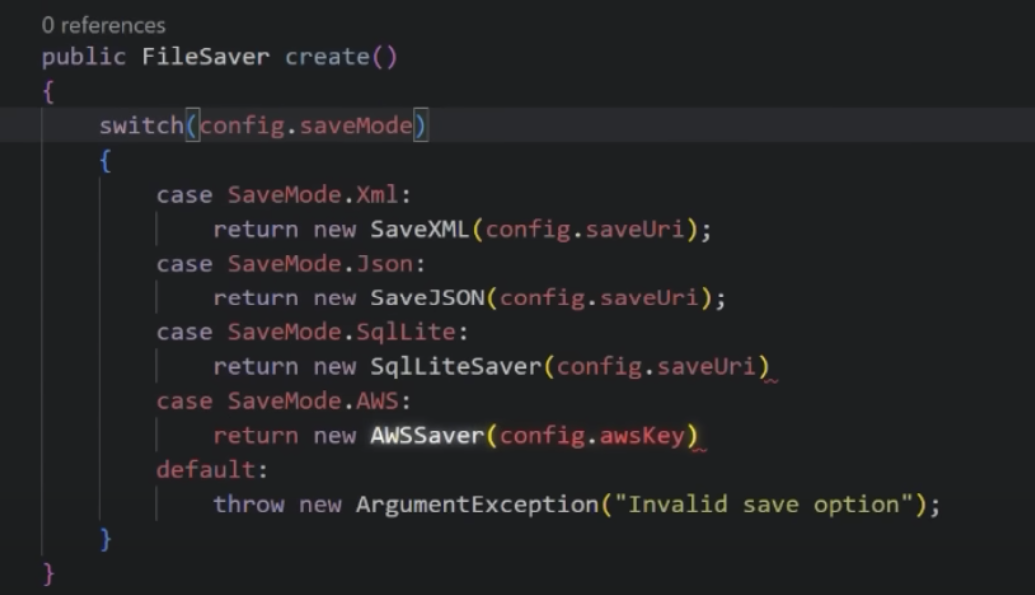 0 references
public FileSaver create()
{
switch(config.saveMode)
{
case SaveMode.Xml:
return new SaveXML(config.saveUri);
case SaveMode.Json:
return new SaveJSON(config.saveUri);
case SaveMode.SqlLite:
return new SqlLiteSaver(config.saveUri)
case SaveMode.AWS:
return new AWSSaver(config.awsKey)
default:
throw new ArgumentException("Invalid save option");
}
}